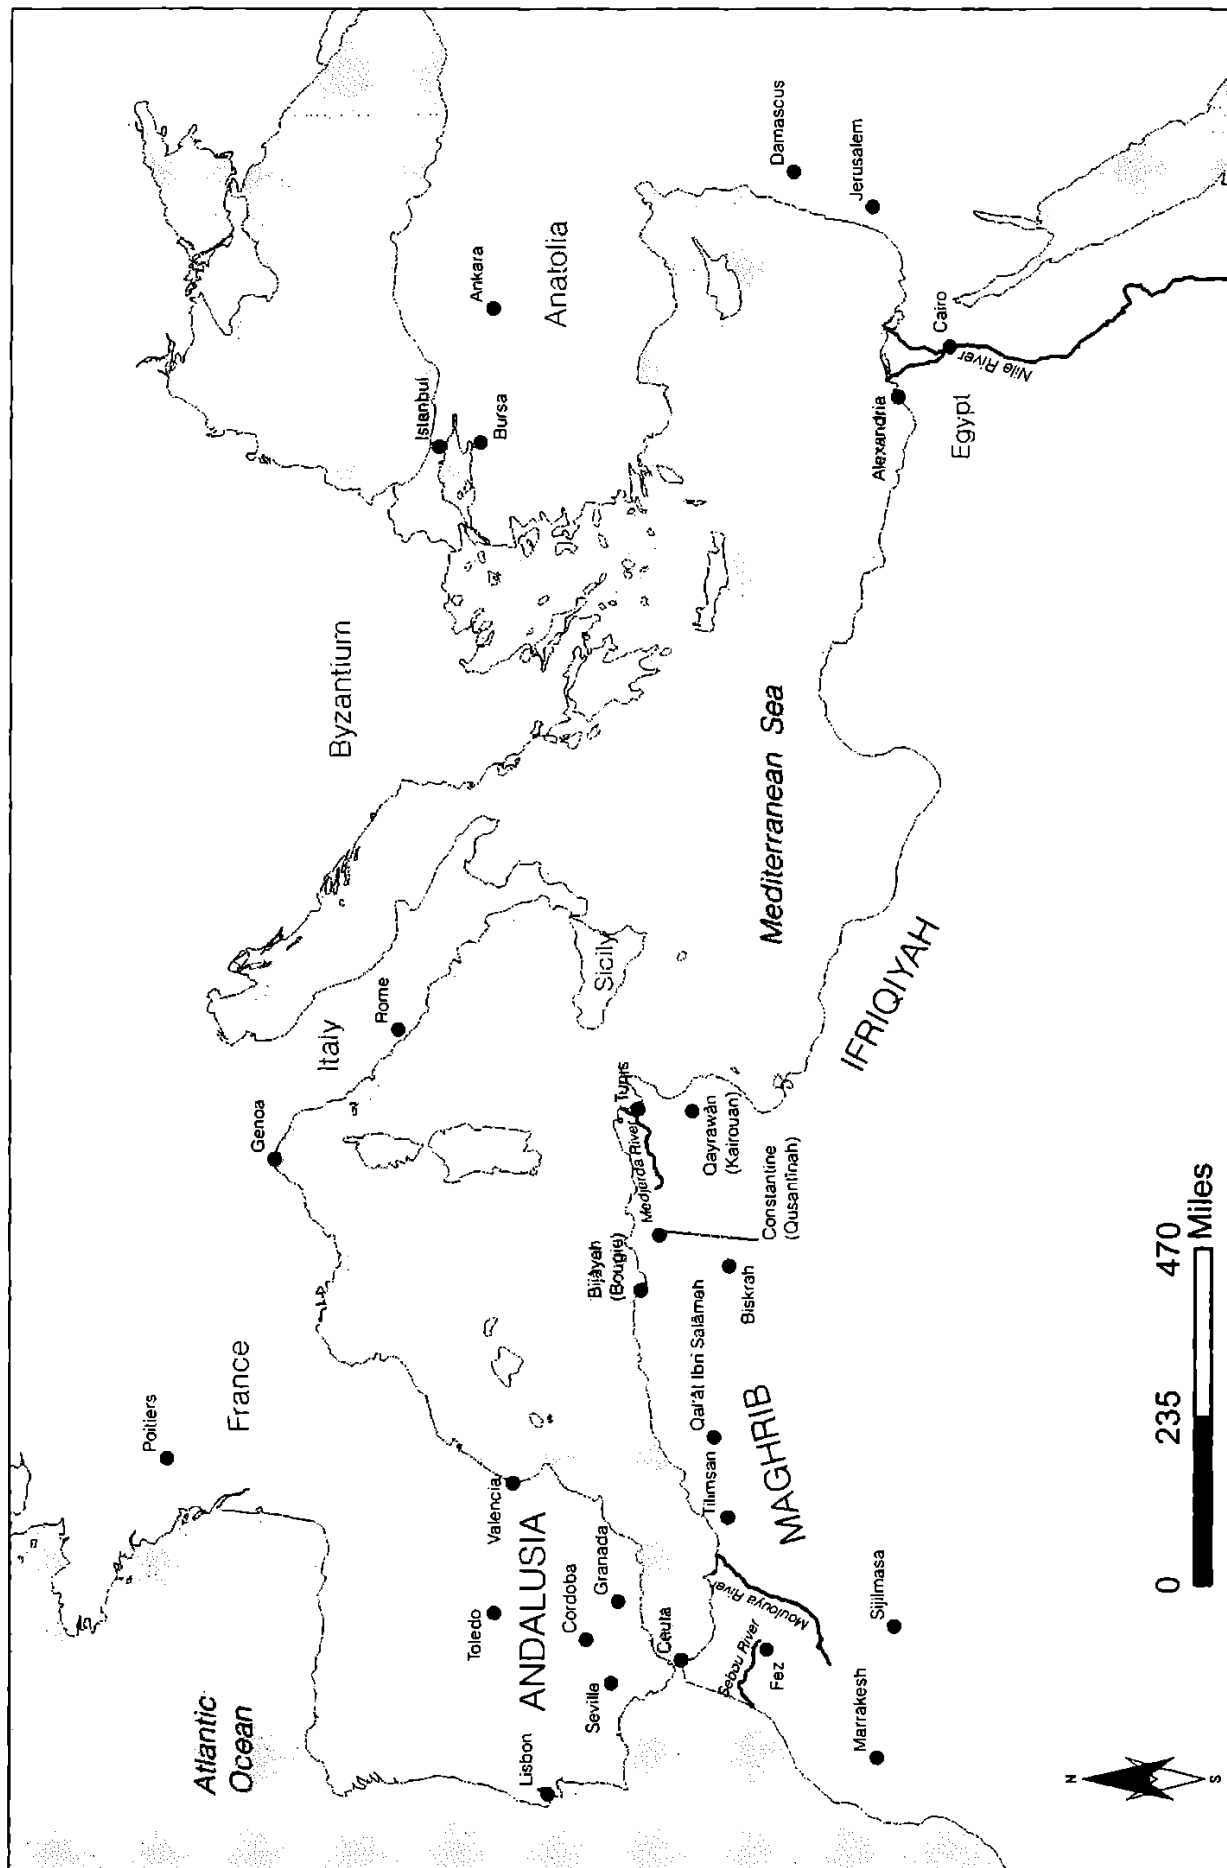 Atlantic
Ocean
Poitiers
France
Genoa
Italy
Rome
Byzantium
Istanbul
Bursa
Ankara
Anatolia
Lisbon
Toledo
Valencia
ANDALUSIA
Cordoba
Seville
Granada
Ceuta
Sicily
Mediterranean Sea
Damascus
Jerusalem
Bijāyah
(Bougie)
Medjerda River
Tunis
Qayrawān
(Kairouan)
Constantine
(Qusantīnah)
Biskrah
Qal'āt Ibn Salāmah
Tilimsan
MAGHRIB
IFRIQIYAH
Sebou River
Fez
Moulouya River
Marrakesh
Sijilmasa
Alexandria
Cairo
Egypt
Nile River
N
S
0 235 470
Miles